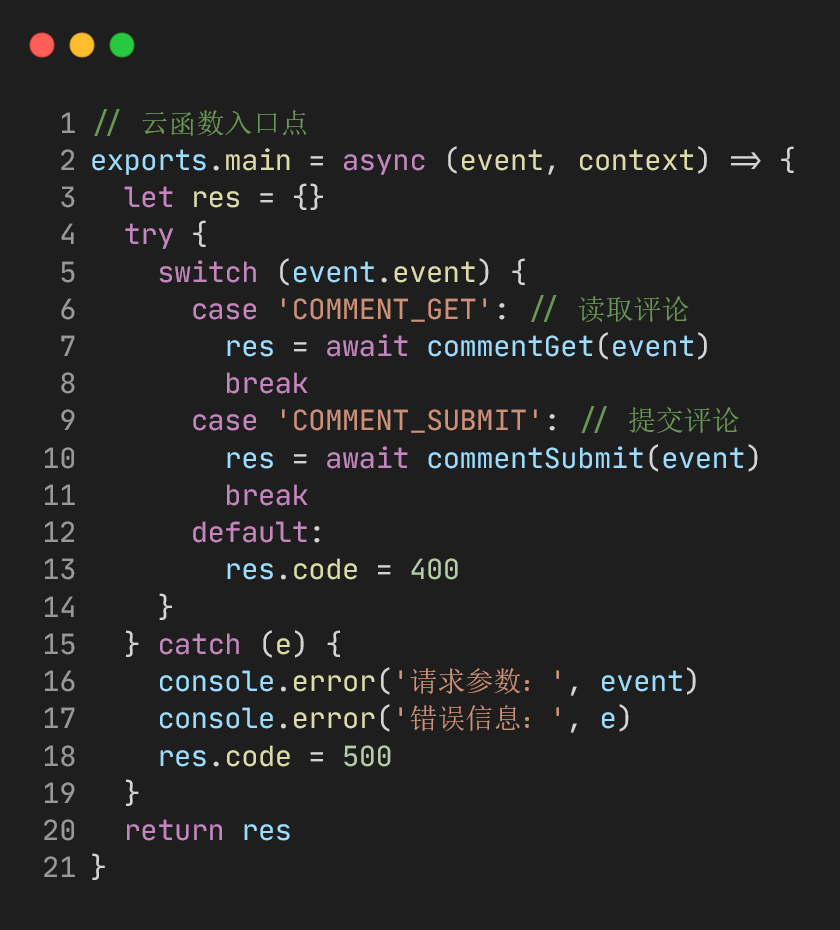 1 // 云函数入口点
2 exports.main = async (event, context) => {
3   let res = {}
4   try {
5     switch (event.event) {
6       case 'COMMENT_GET': // 读取评论
7         res = await commentGet(event)
8         break
9       case 'COMMENT_SUBMIT': // 提交评论
10         res = await commentSubmit(event)
11         break
12       default:
13         res.code = 400
14     }
15   } catch (e) {
16     console.error('请求参数：', event)
17     console.error('错误信息：', e)
18     res.code = 500
19   }
20   return res
21 }